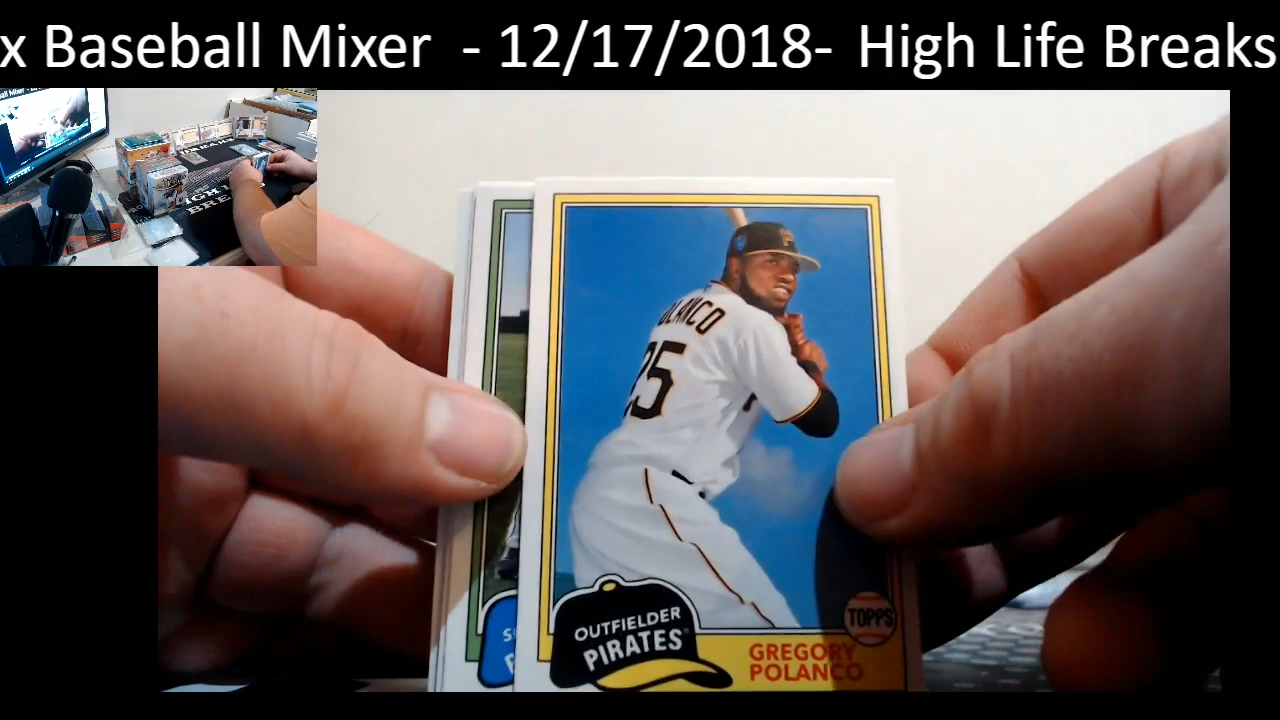 x Baseball Mixer - 12/17/2018- High Life Breaks
OLANCO
25
OUTFIELDER
PIRATES
TOPPS
GREGORY
POLANCO